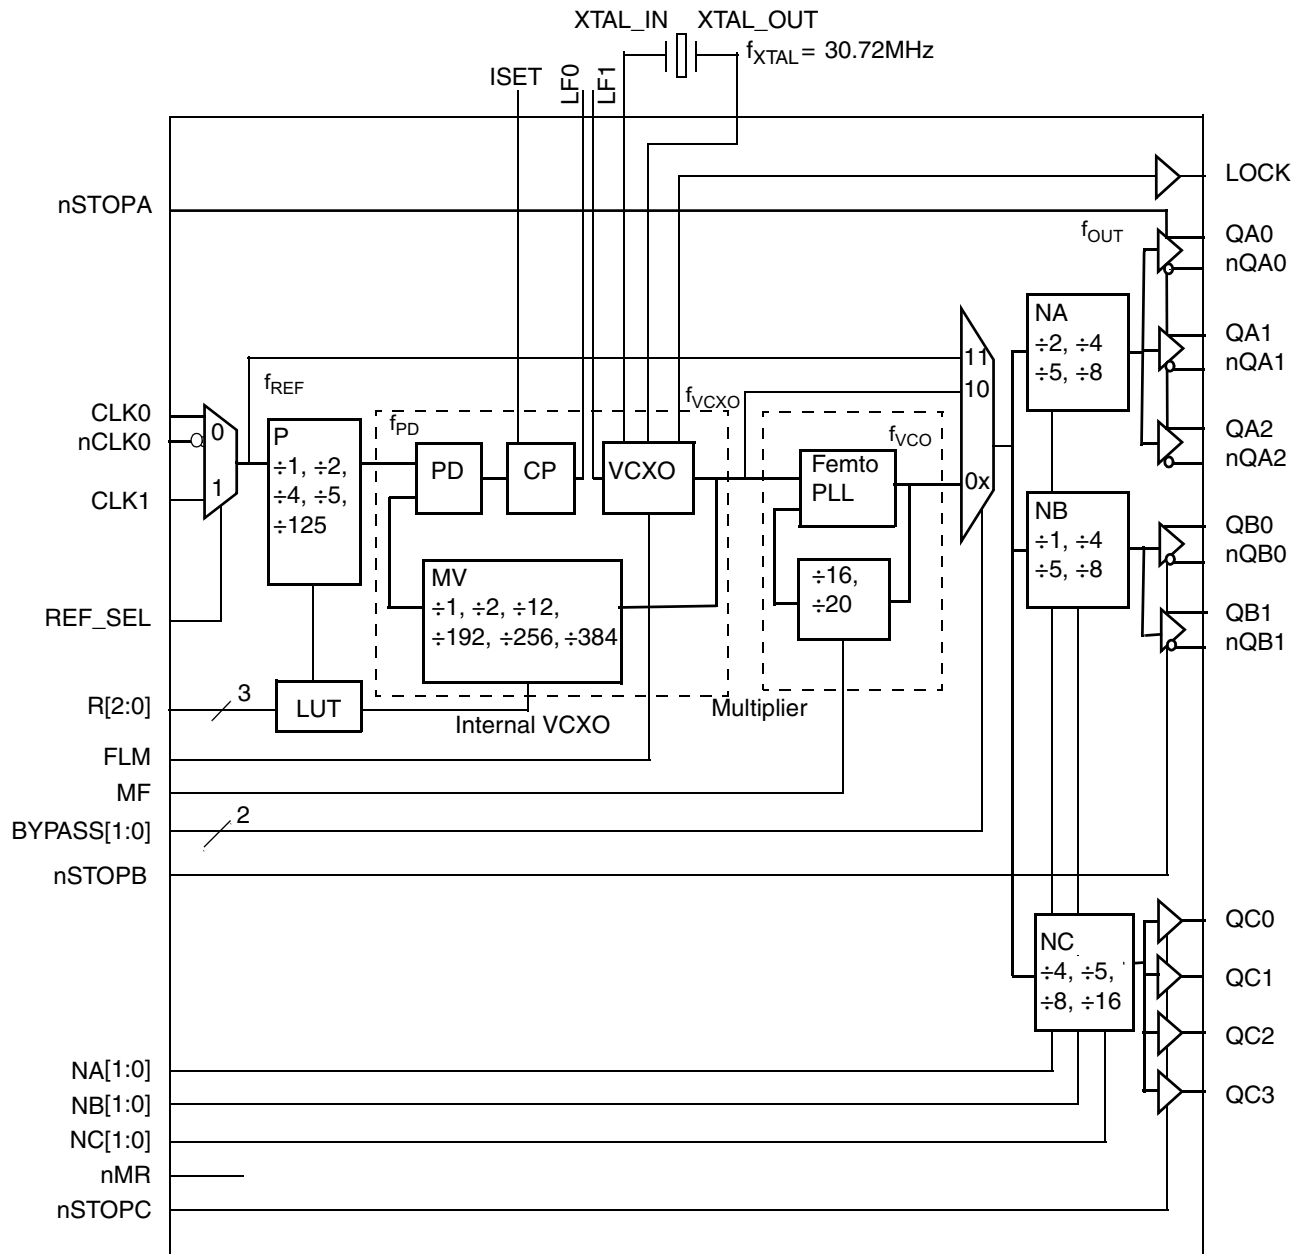 XTAL_IN XTAL_OUT
fXTAL = 30.72MHz
ISET
LF0
LF1
LOCK
nSTOPA
fOUT
QA0
nQA0
NA
÷2, ÷4
÷5, ÷8
QA1
nQA1
11
10
0x
fREF
fVCXO
CLK0
nCLK0
CLK1
0
1
P
÷1, ÷2,
÷4, ÷5,
÷125
fPD
PD
CP
VCXO
fVCO
Femto
PLL
QA2
nQA2
NB
÷1, ÷4
÷5, ÷8
QB0
nQB0
MV
÷1, ÷2, ÷12,
÷192, ÷256, ÷384
÷16,
÷20
REF_SEL
QB1
nQB1
R[2:0]
3
LUT
Internal VCXO
Multiplier
FLM
MF
BYPASS[1:0]
2
nSTOPB
NC
÷4, ÷5,
÷8, ÷16
QC0
QC1
QC2
QC3
NA[1:0]
NB[1:0]
NC[1:0]
nMR
nSTOPC